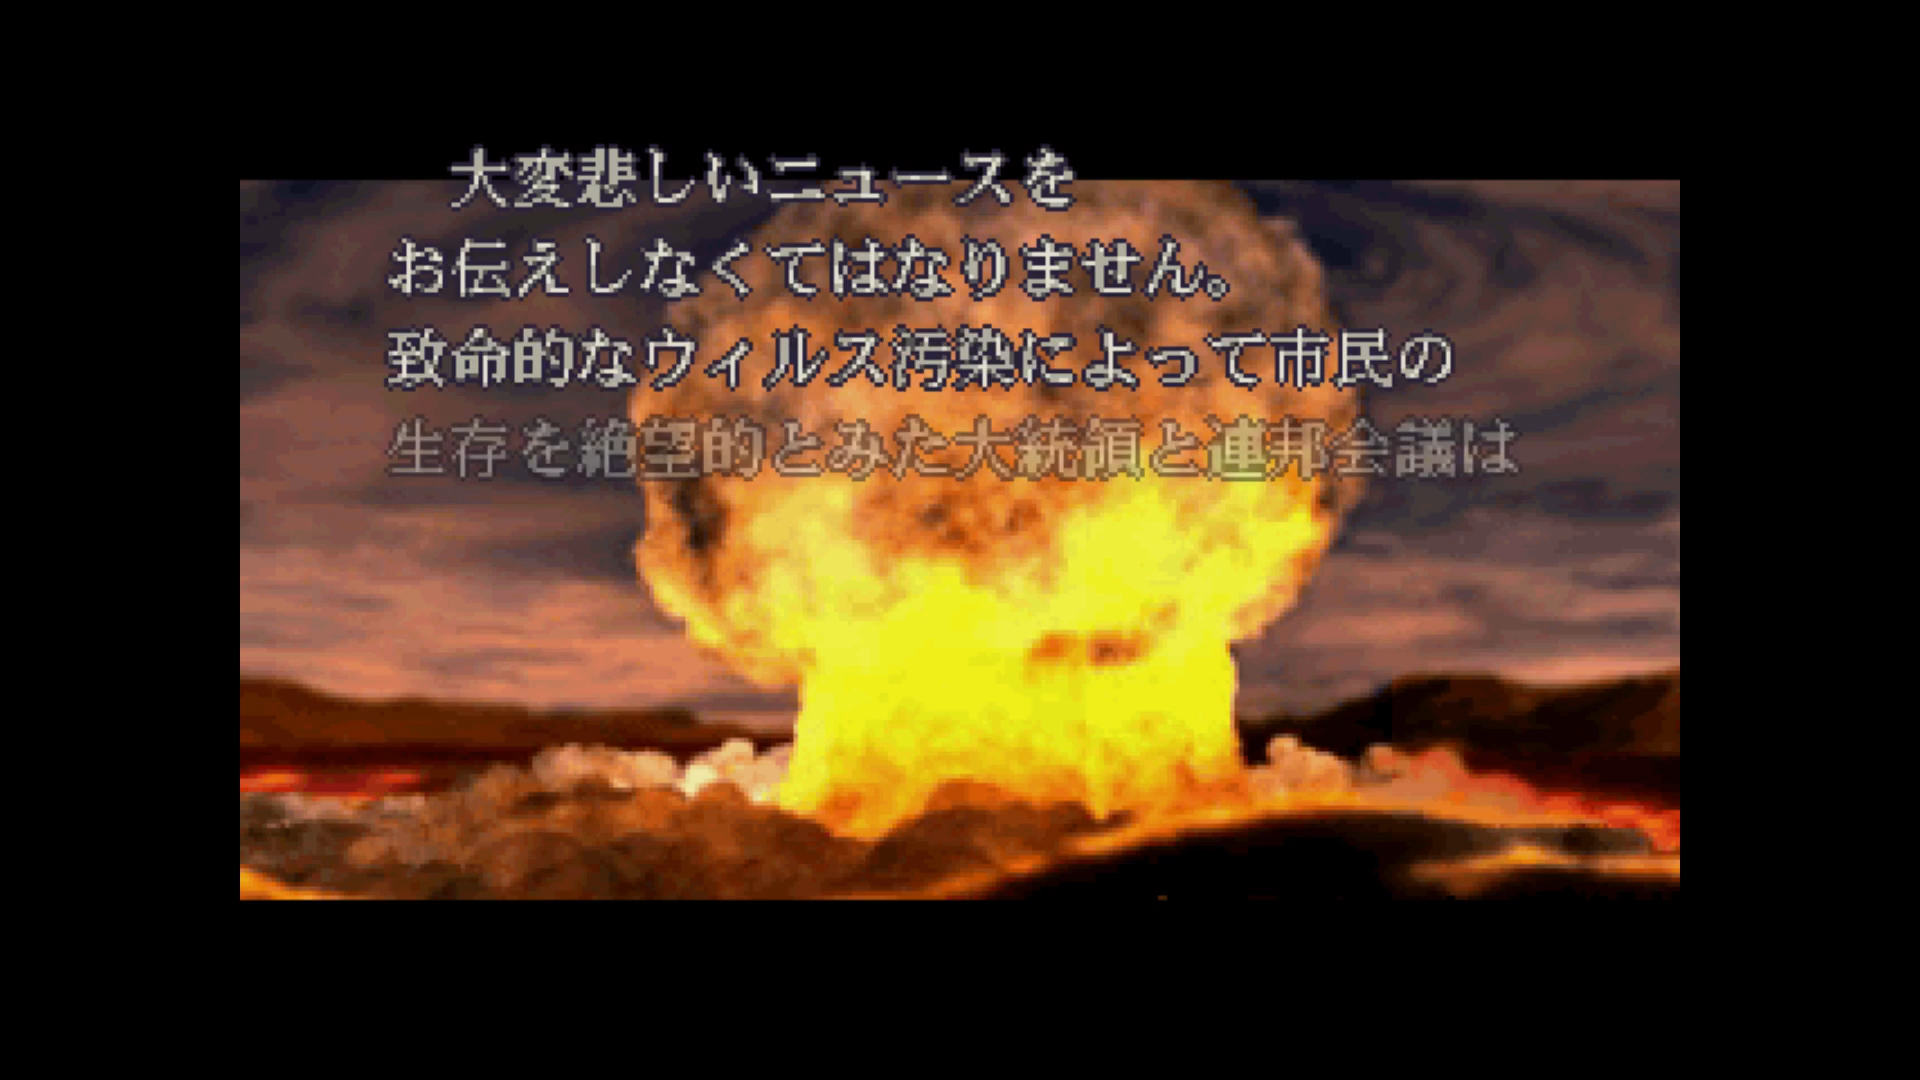 大変悲しいニュースを
お伝えしなくてはなりません。
致命的なウィルス汚染によって市民の
生存を絶望的とみた大統領と連邦会議は